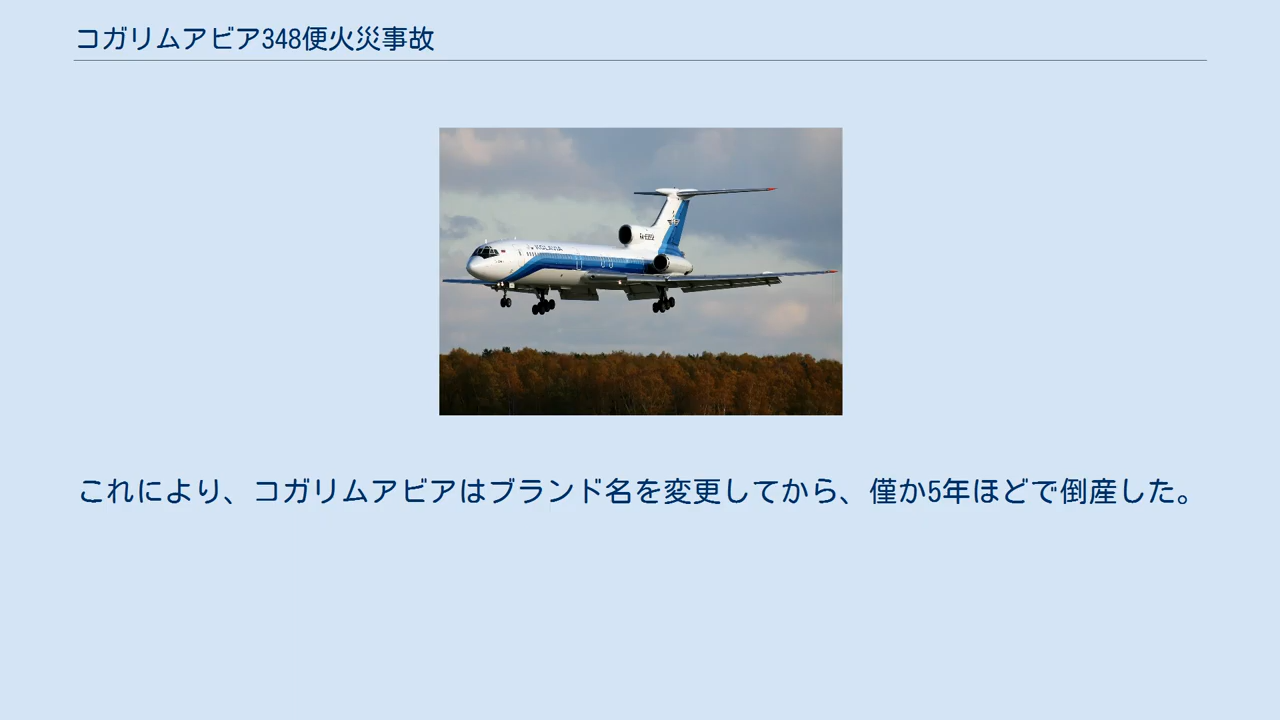 コガリムアビア348便火災事故
KOLAVIA
これにより、コガリムアビアはブランド名を変更してから、僅か5年ほどで倒産した。